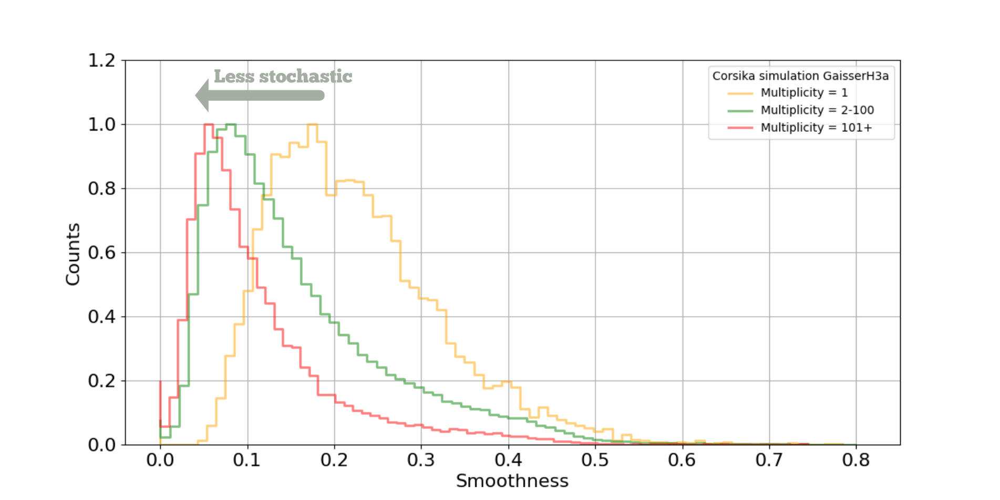 Less stochastic
Corsika simulation GaisserH3a
Multiplicity = 1
Multiplicity = 2-100
Multiplicity = 101+
Counts
1.2
1.0
0.8
0.6
0.4
0.2
0.0
0.0 0.1 0.2 0.3 0.4 0.5 0.6 0.7 0.8
Smoothness